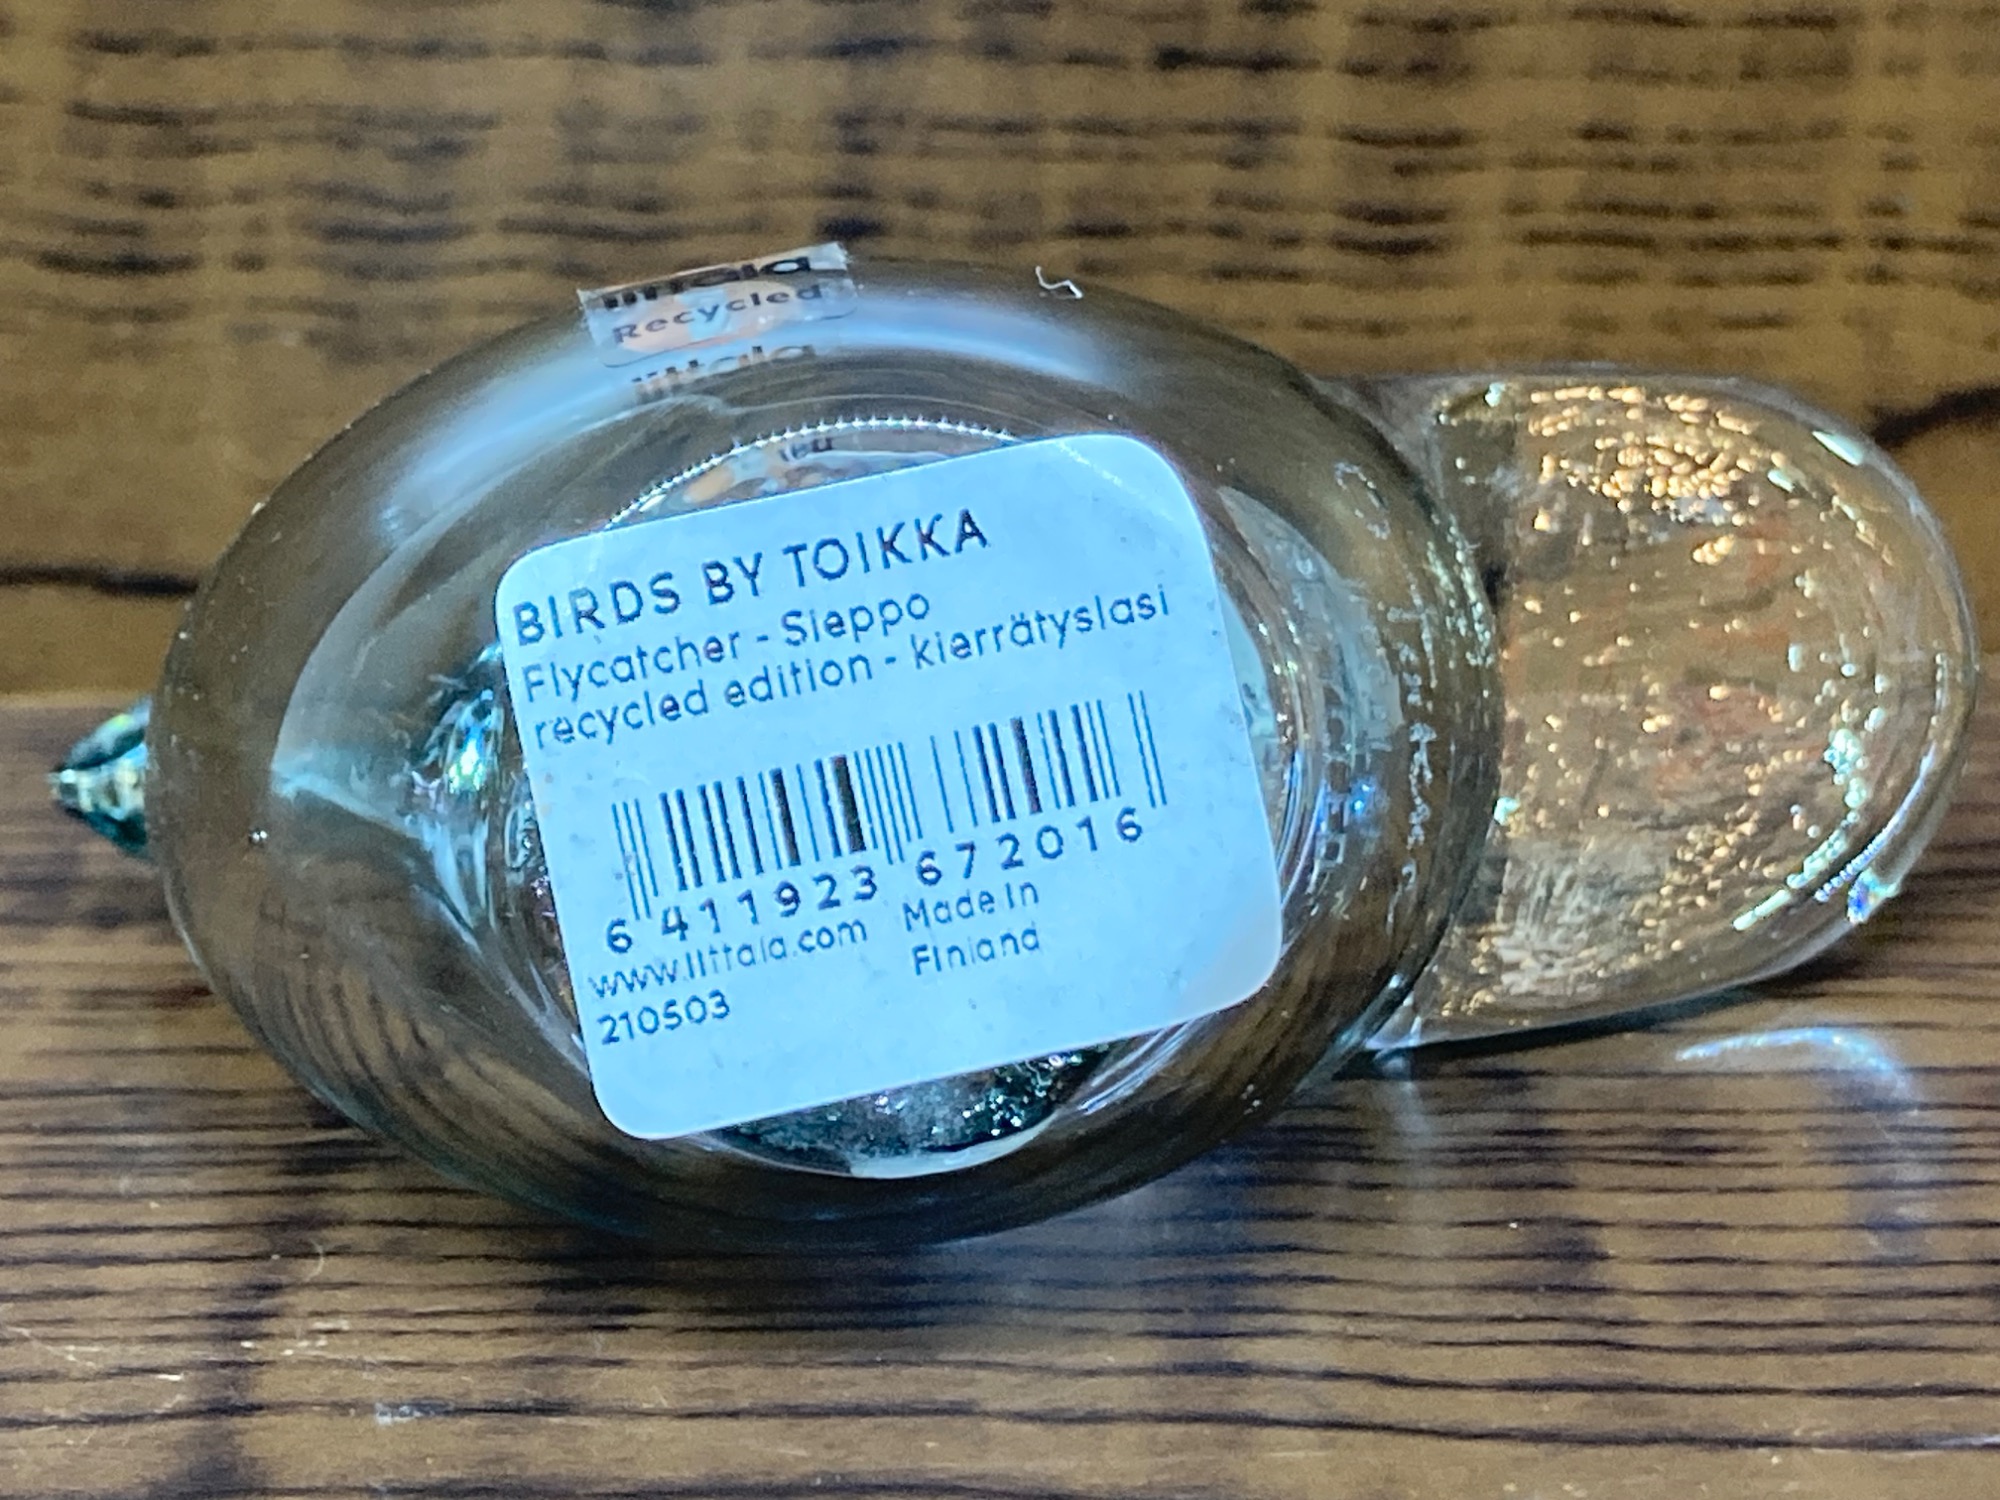 iittala
Recycled
iittala
BIRDS BY TOIKKA
Flycatcher - Sieppo
recycled edition - kierrätyslasi
6 411923 672016
www.iittala.com
Made in
Finland
210503